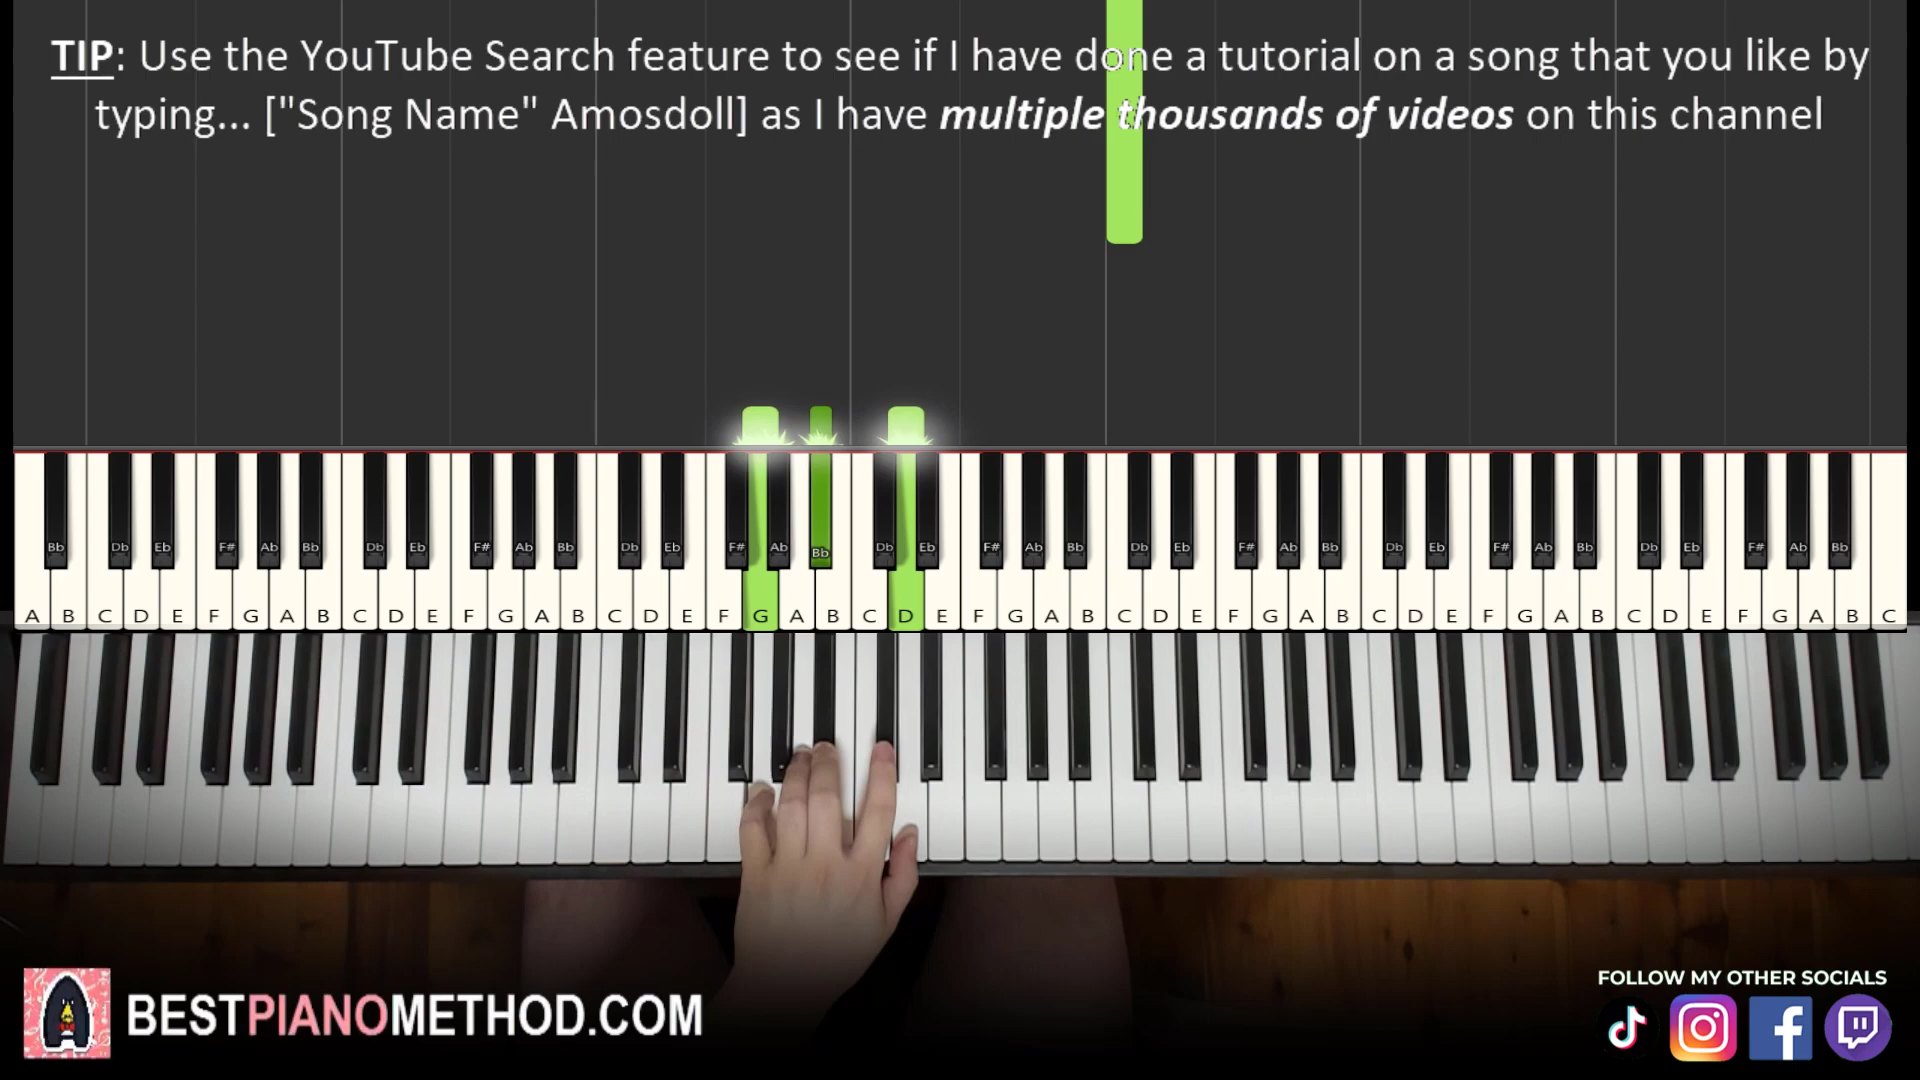 TIP: Use the YouTube Search feature to see if I have done a tutorial on a song that you like by
typing... ["Song Name" Amosdoll] as I have multiple thousands of videos on this channel
Bb Db Eb F# Ab Bb Db Eb F# Ab Bb Db Eb F# Ab Bb Db Eb F# Ab Bb Db Eb F# Ab Bb Db Eb F# Ab Bb Db Eb F# Ab Bb
A B C D E F G A B C D E F G A B C D E F G A B C D E F G A B C D E F G A B C D E F G A B C D E F G A B C
BESTPIANOMETHOD.COM
FOLLOW MY OTHER SOCIALS